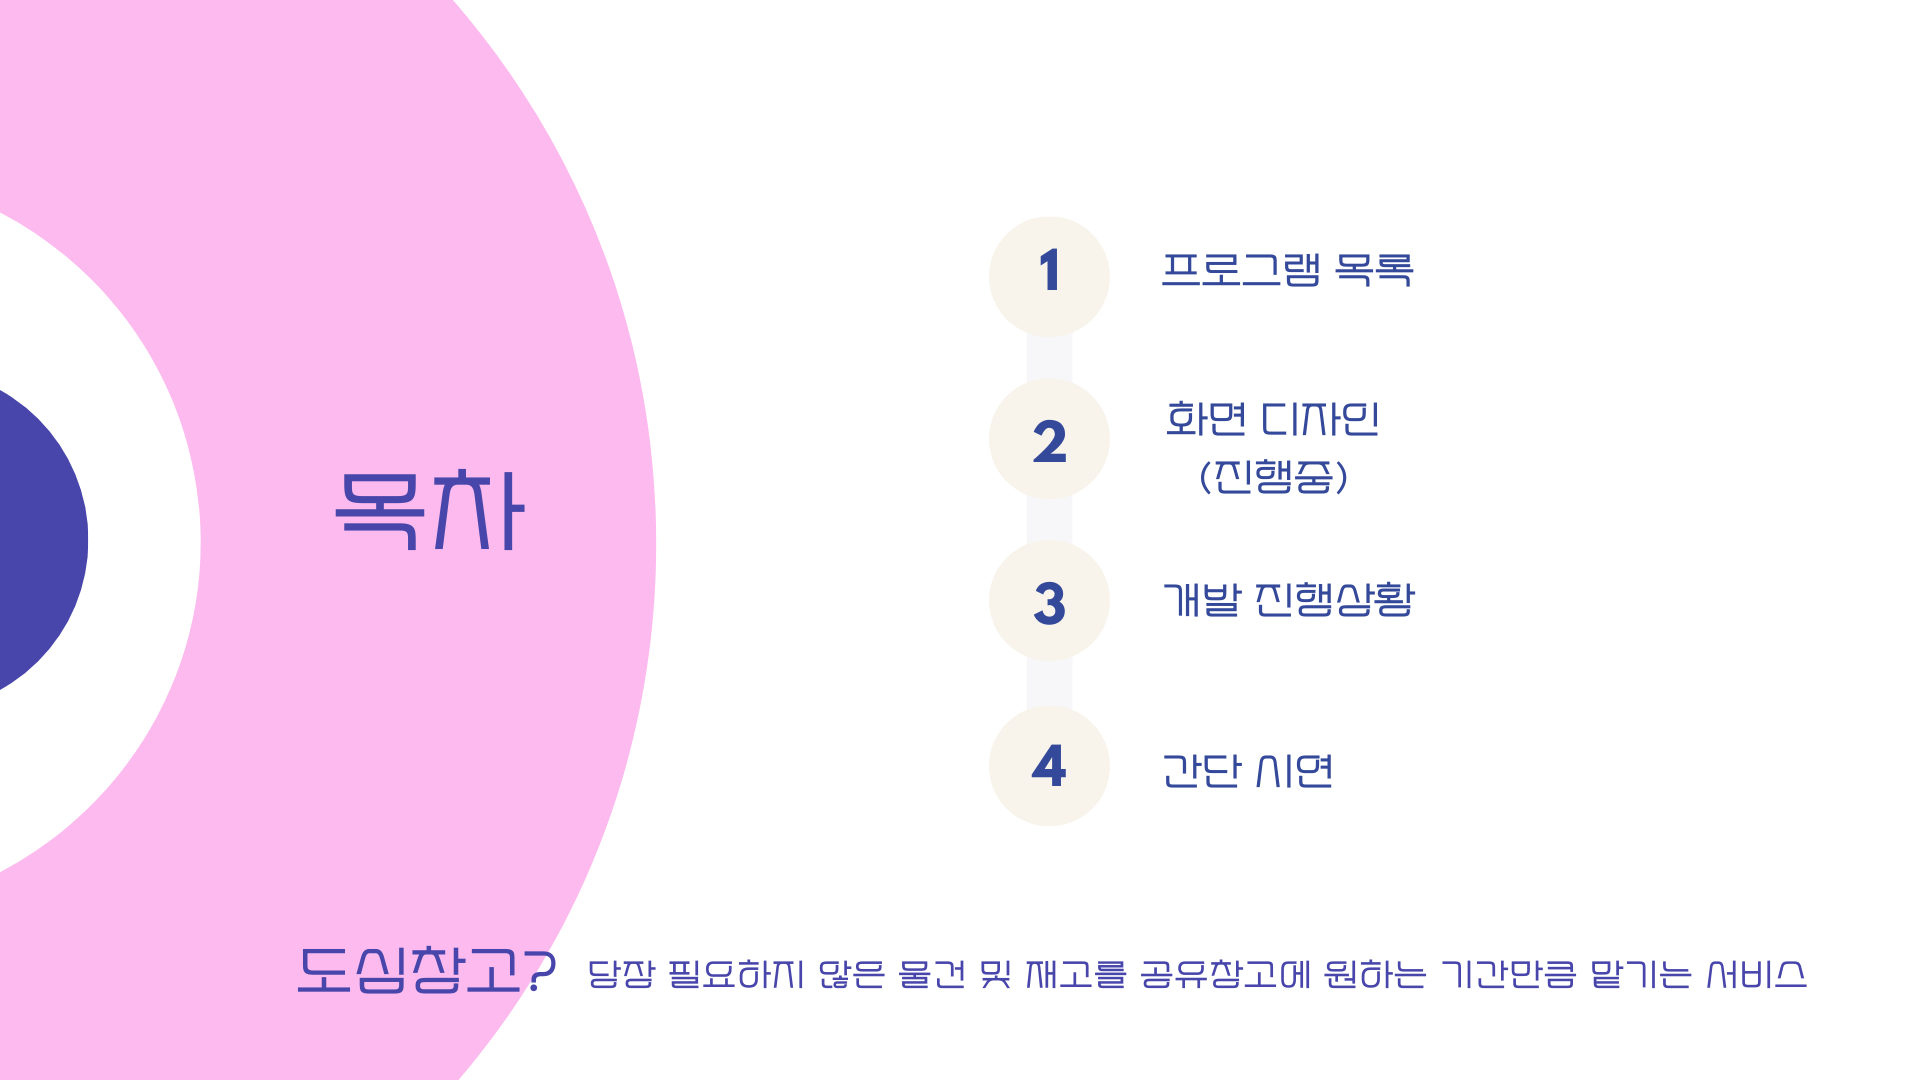 목차
1
프로그램 목록
2
화면 디자인
(진행중)
3
개발 진행상황
4
간단 시연
도심창고? 당장 필요하지 않은 물건 및 재고를 공유창고에 원하는 기간만큼 맡기는 서비스